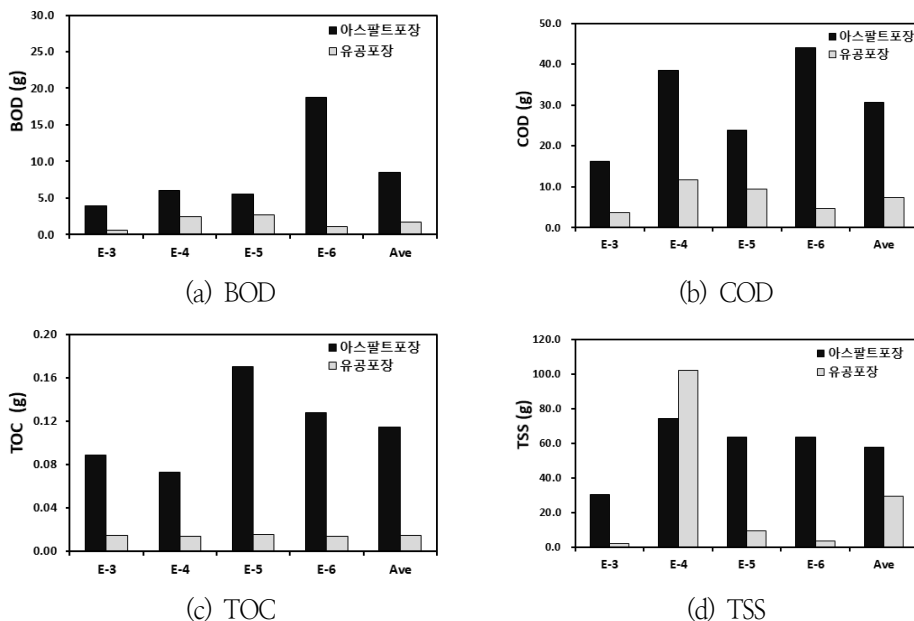 30.0
25.0
20.0
15.0
10.0
5.0
0.0
BOD (g)
아스팔트포장
유공포장
E-3 E-4 E-5 E-6 Ave
(a) BOD
50.0
40.0
30.0
20.0
10.0
0.0
COD (g)
아스팔트포장
유공포장
E-3 E-4 E-5 E-6 Ave
(b) COD
0.20
0.16
0.12
0.08
0.04
0.00
TOC (g)
아스팔트포장
유공포장
E-3 E-4 E-5 E-6 Ave
(c) TOC
120.0
100.0
80.0
60.0
40.0
20.0
0.0
TSS (g)
아스팔트포장
유공포장
E-3 E-4 E-5 E-6 Ave
(d) TSS